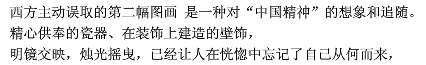 西方主动误取的第二幅图画 是一种对“中国精神”的想象和追随。
精心供奉的瓷器、在装饰上建造的壁饰，
明镜交映，烛光摇曳，已经让人在恍惚中忘记了自己从何而来，